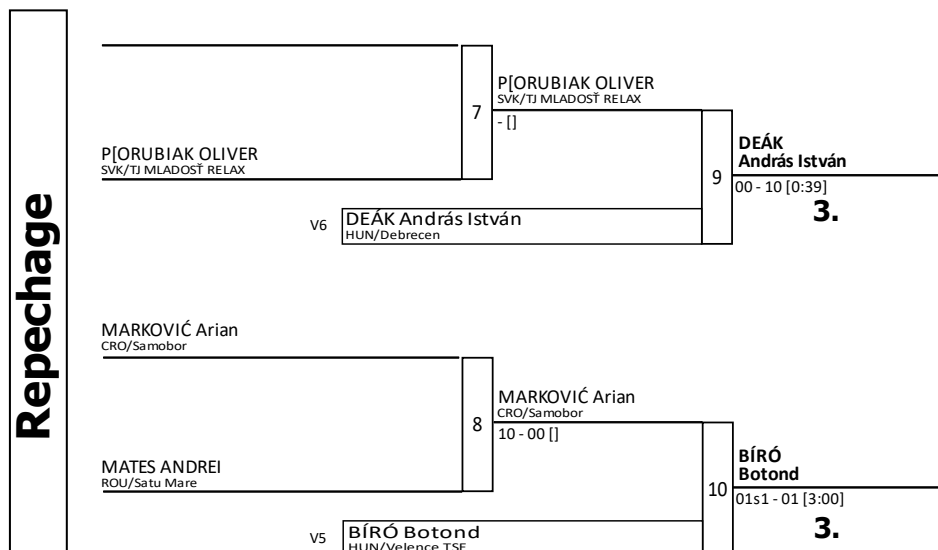 Repechage
P[ORUBIAK OLIVER
SVK/TJ MLADOSŤ RELAX
7
- []
P[ORUBIAK OLIVER
SVK/TJ MLADOSŤ RELAX
DEÁK
András István
9
00 - 10 [0:39]
3.
V6
DEÁK András István
HUN/Debrecen
MARKOVIĆ Arian
CRO/Samobor
MARKOVIĆ Arian
CRO/Samobor
8
10 - 00 []
MATES ANDREI
ROU/Satu Mare
BÍRÓ
Botond
10
01s1 - 01 [3:00]
3.
V5
BÍRÓ Botond
HUN/Velence TSE